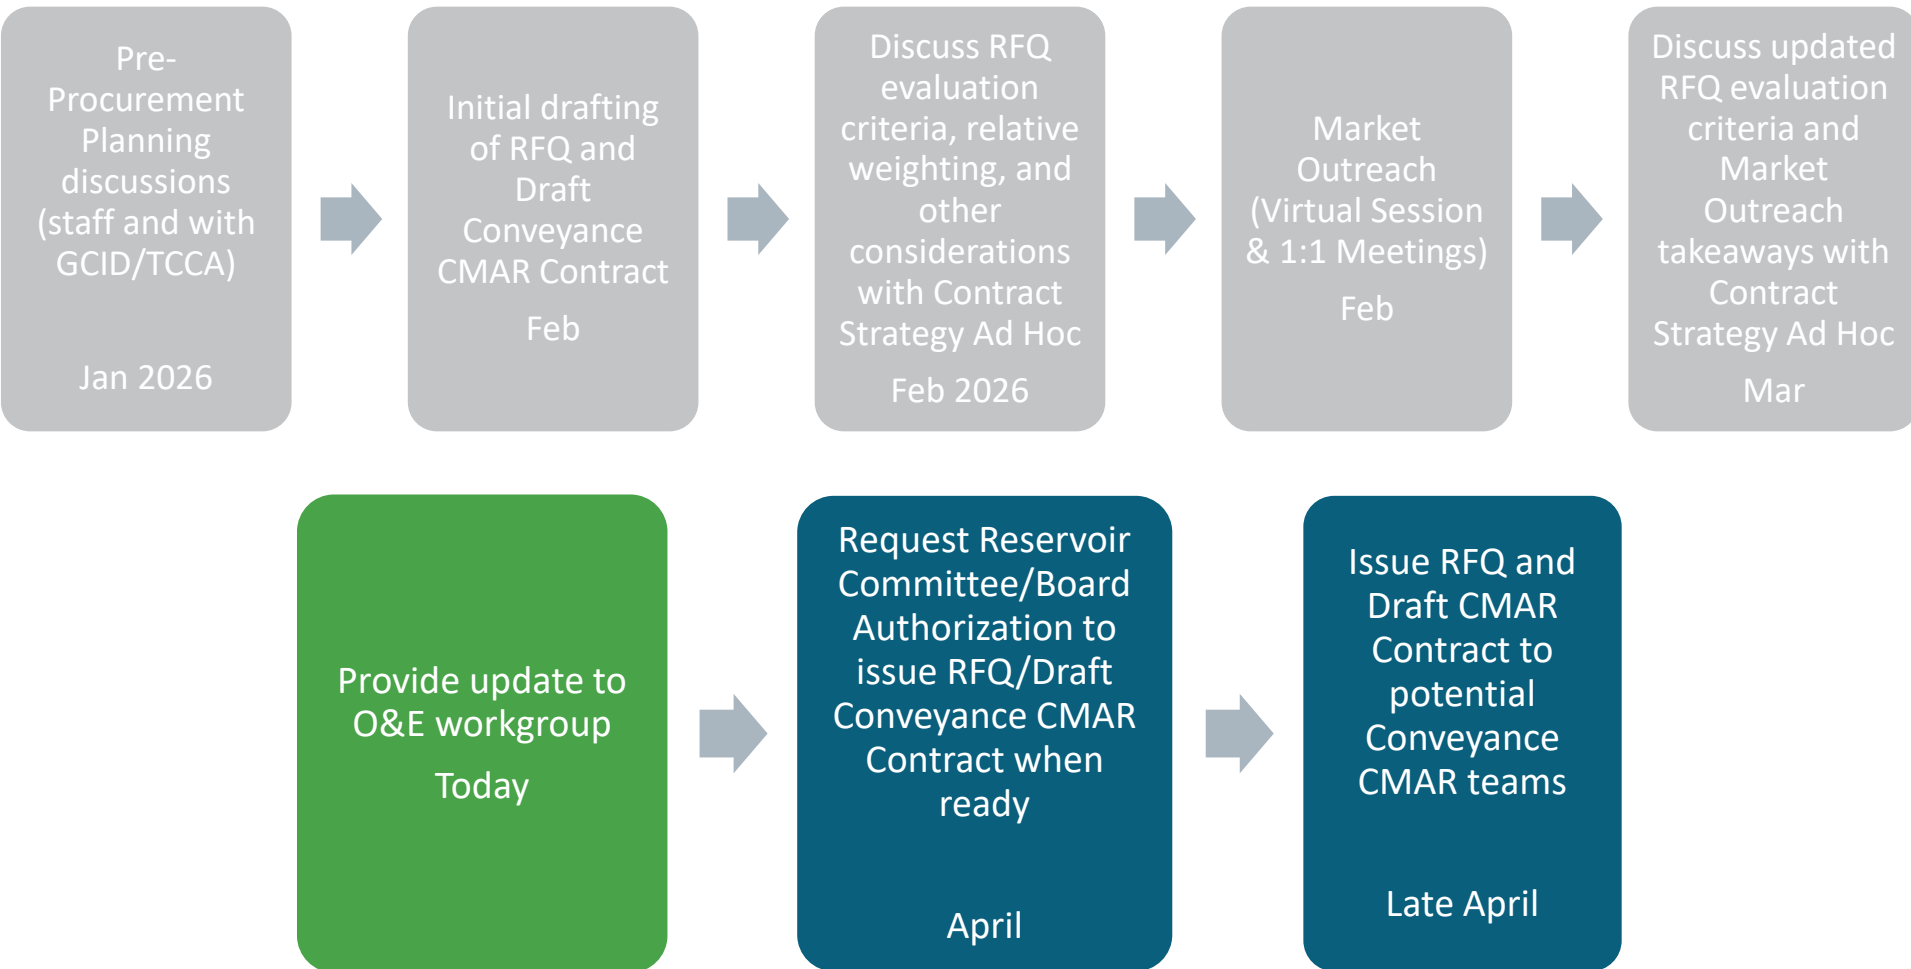 Pre-
Procurement
Planning
discussions
(staff and with
GCID/TCCA)
Jan 2026
Initial drafting
of RFQ and
Draft
Conveyance
CMAR Contract
Feb
Discuss RFQ
evaluation
criteria, relative
weighting, and
other
considerations
with Contract
Strategy Ad Hoc
Feb 2026
Market
Outreach
(Virtual Session
& 1:1 Meetings)
Feb
Discuss updated
RFQ evaluation
criteria and
Market
Outreach
takeaways with
Contract
Strategy Ad Hoc
Mar
Provide update to
O&E workgroup
Today
Request Reservoir
Committee/Board
Authorization to
issue RFQ/Draft
Conveyance CMAR
Contract when
ready
April
Issue RFQ and
Draft CMAR
Contract to
potential
Conveyance
CMAR teams
Late April